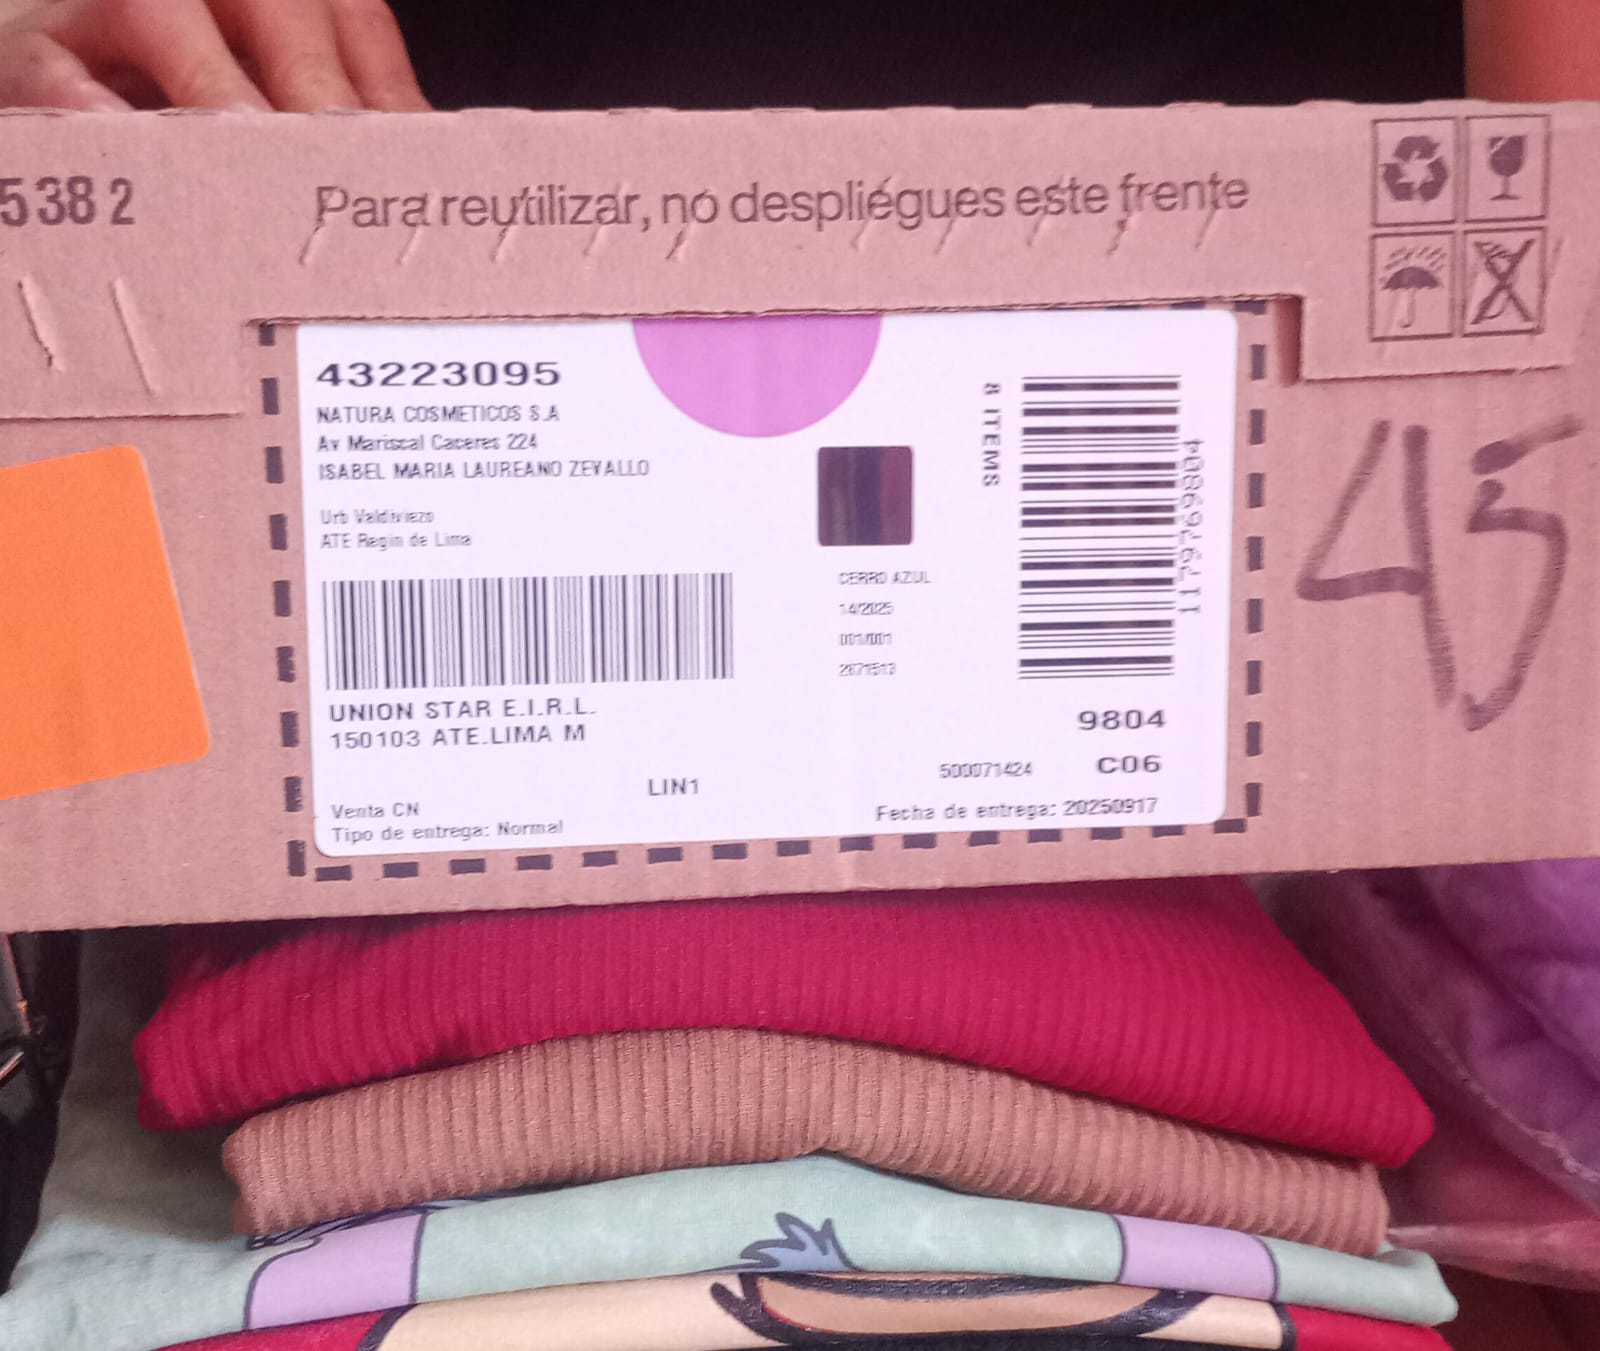 5382
Para reutilizar, no despliégues este frente
43223095
NATURA COSMETICOS S.A
Av Mariscal Caceres 224
ISABEL MARIA LAUREANO ZEVALLO
Urb Valdiviezo
ATE Regin de Lima
8 ITEMS
CERRO AZUL
14/2025
001/001
2671513
UNION STAR E.I.R.L.
150103 ATE.LIMA M
9804
500071424 C06
LIN1
Venta CN
Tipo de entrega: Normal
Fecha de entrega: 20250917
45